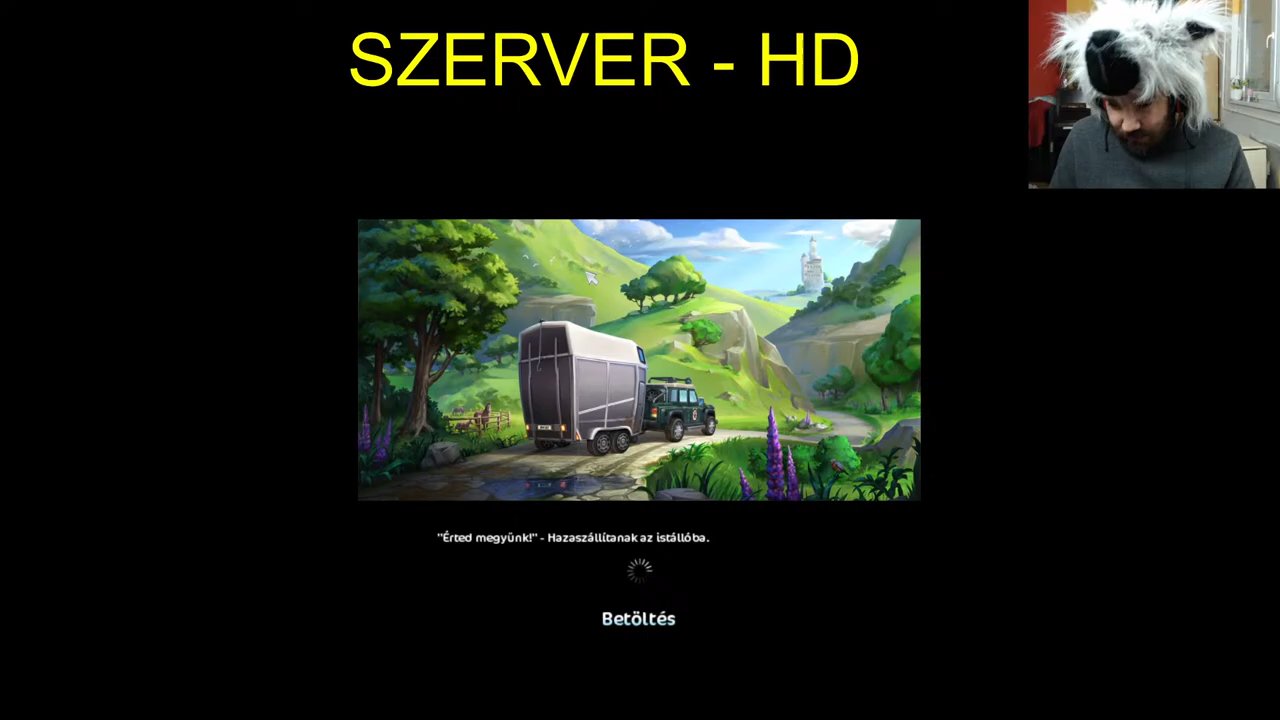 SZERVER - HD
"Érted megyünk!" - Hazaszállítanak az istállóba.
Betöltés